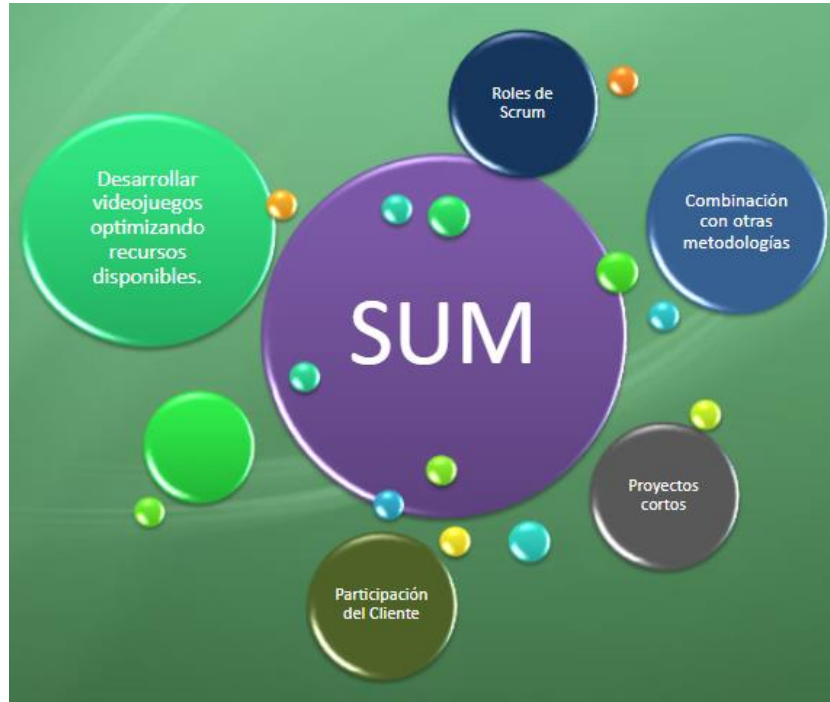 Roles de
Scrum
Desarrollar
videojuegos
optimizando
recursos
disponibles.
Combinación
con otras
metodologías
SUM
Proyectos
cortos
Participación
del Cliente